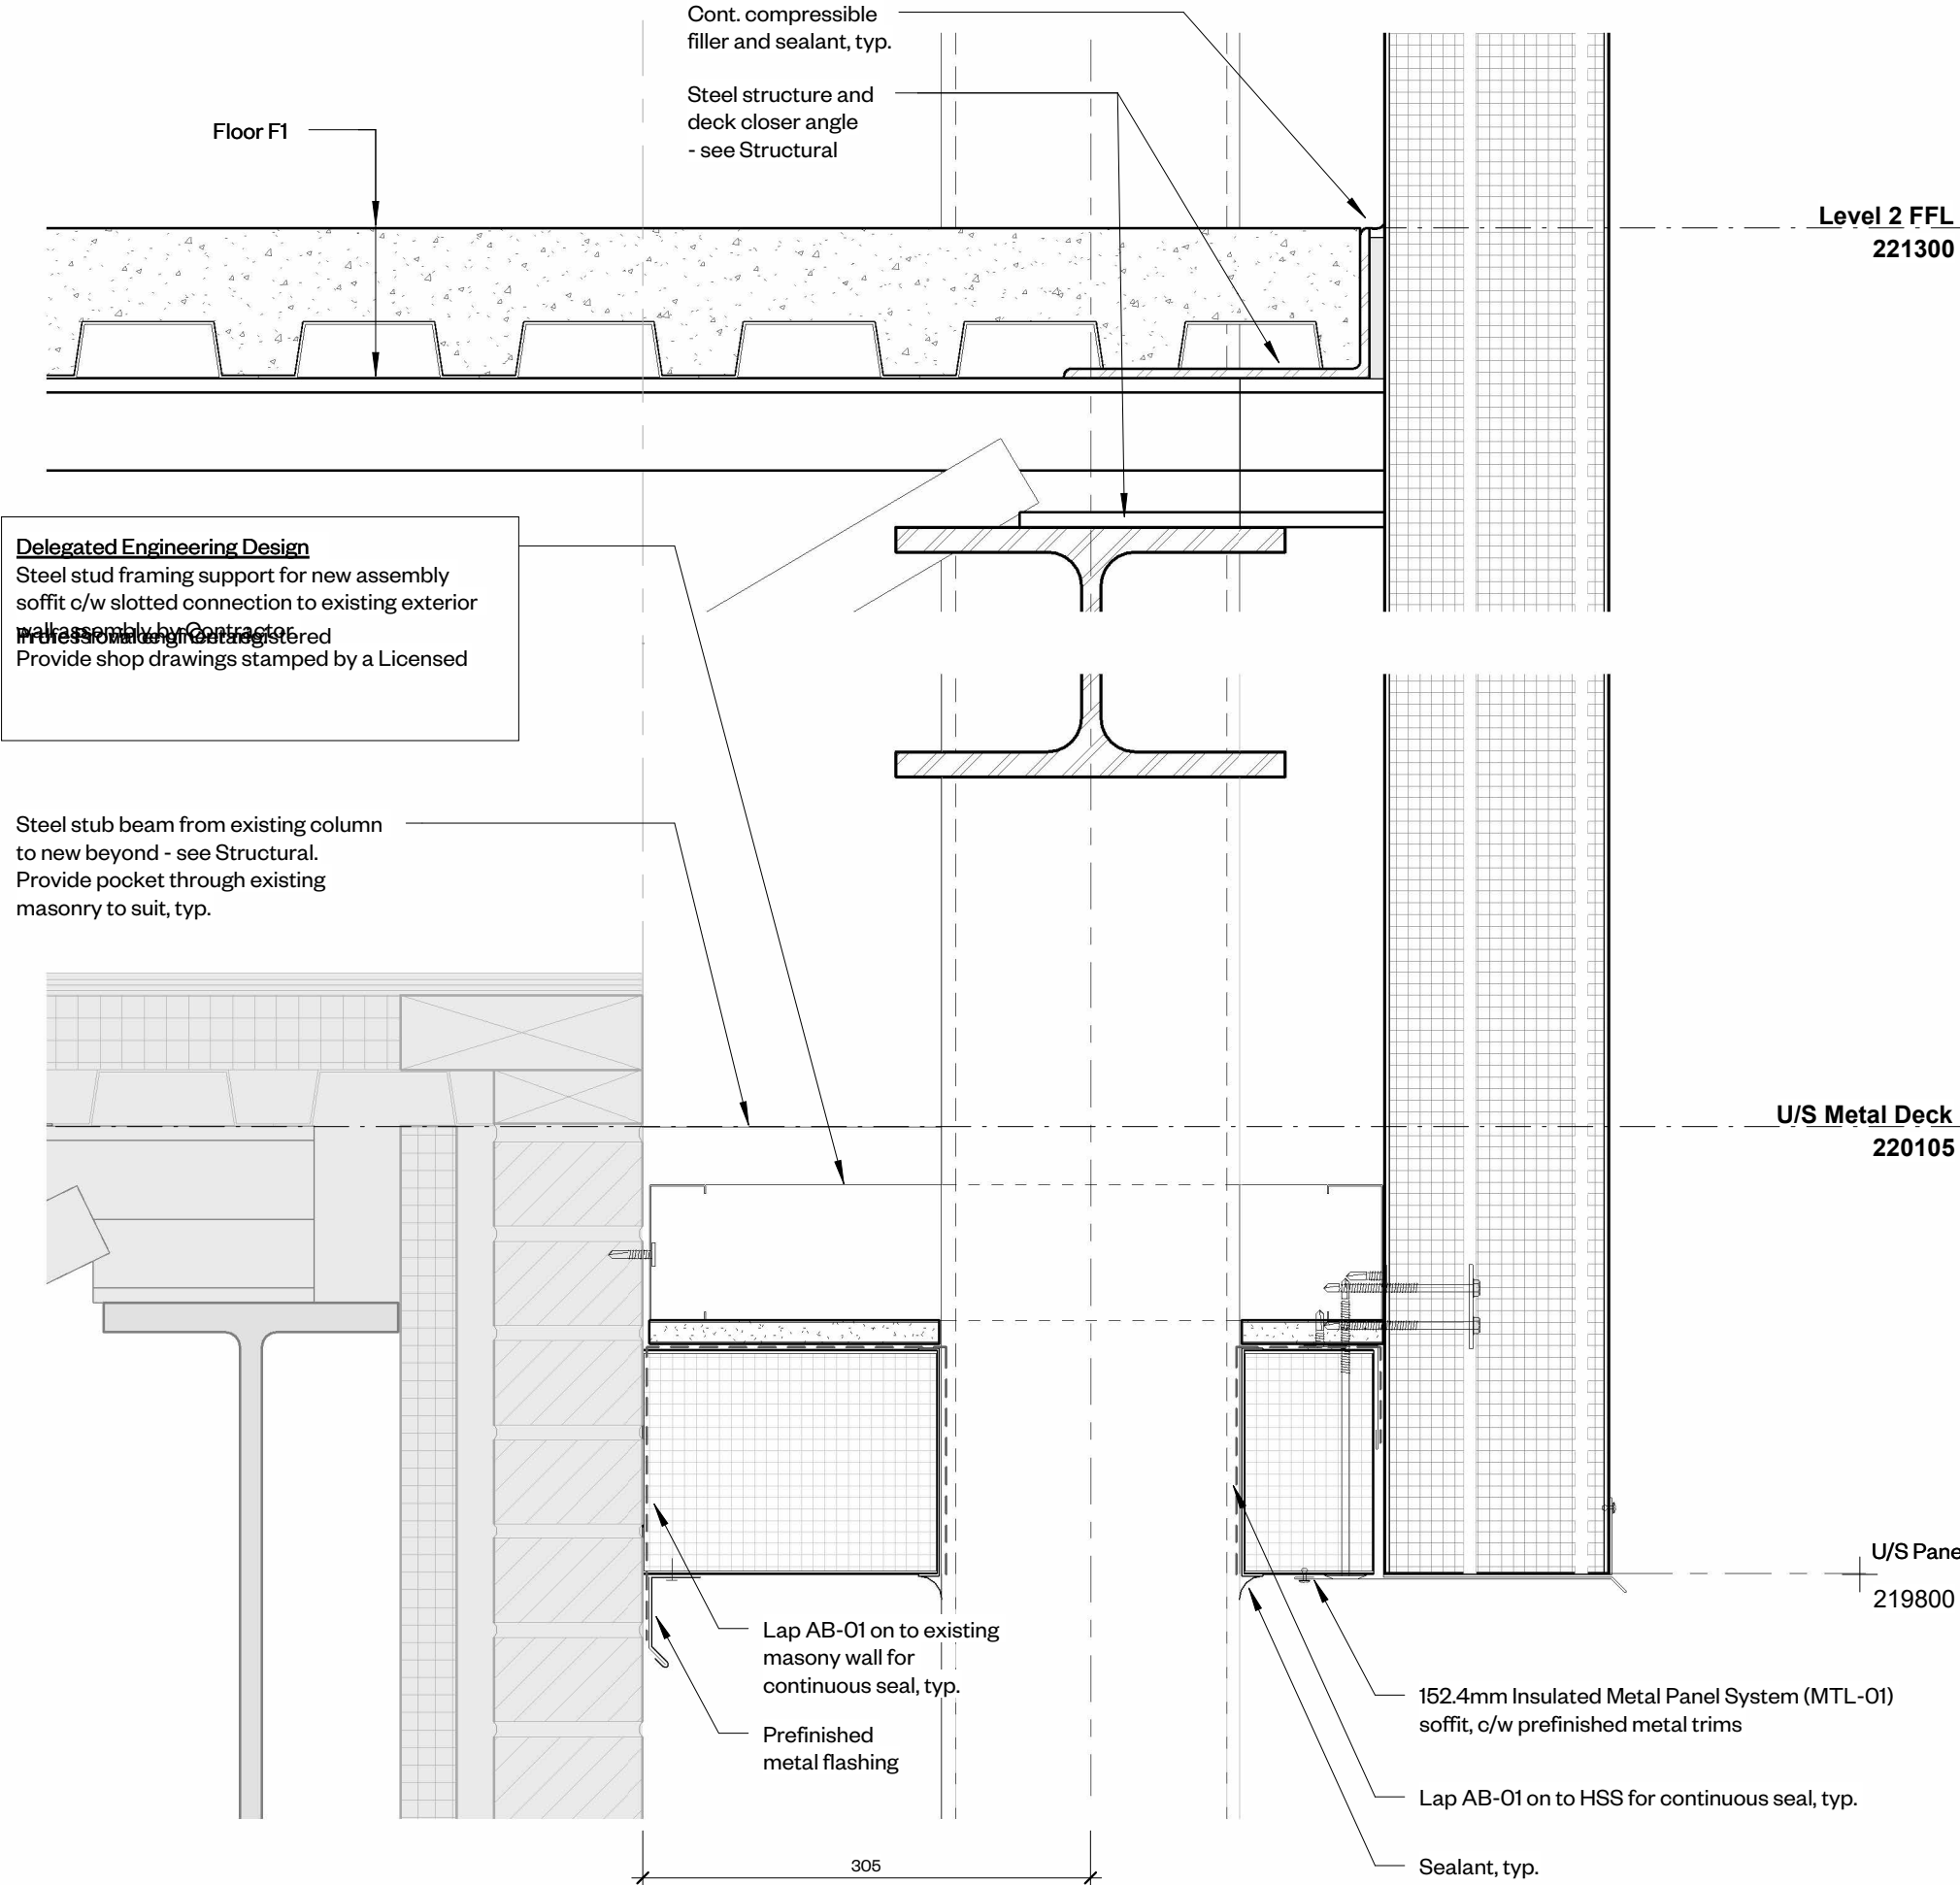 Cont. compressible
filler and sealant, typ.
Steel structure and
deck closer angle
- see Structural
Floor F1
Level 2 FFL
221300
Delegated Engineering Design
Steel stud framing support for new assembly
soffit c/w slotted connection to existing exterior
wall assembly by Contractor
Provide shop drawings stamped by a Licensed
Steel stub beam from existing column
to new beyond - see Structural.
Provide pocket through existing
masonry to suit, typ.
U/S Metal Deck
220105
U/S Pane
219800
Lap AB-01 on to existing
masony wall for
continuous seal, typ.
Prefinished
metal flashing
152.4mm Insulated Metal Panel System (MTL-01)
soffit, c/w prefinished metal trims
Lap AB-01 on to HSS for continuous seal, typ.
Sealant, typ.
305